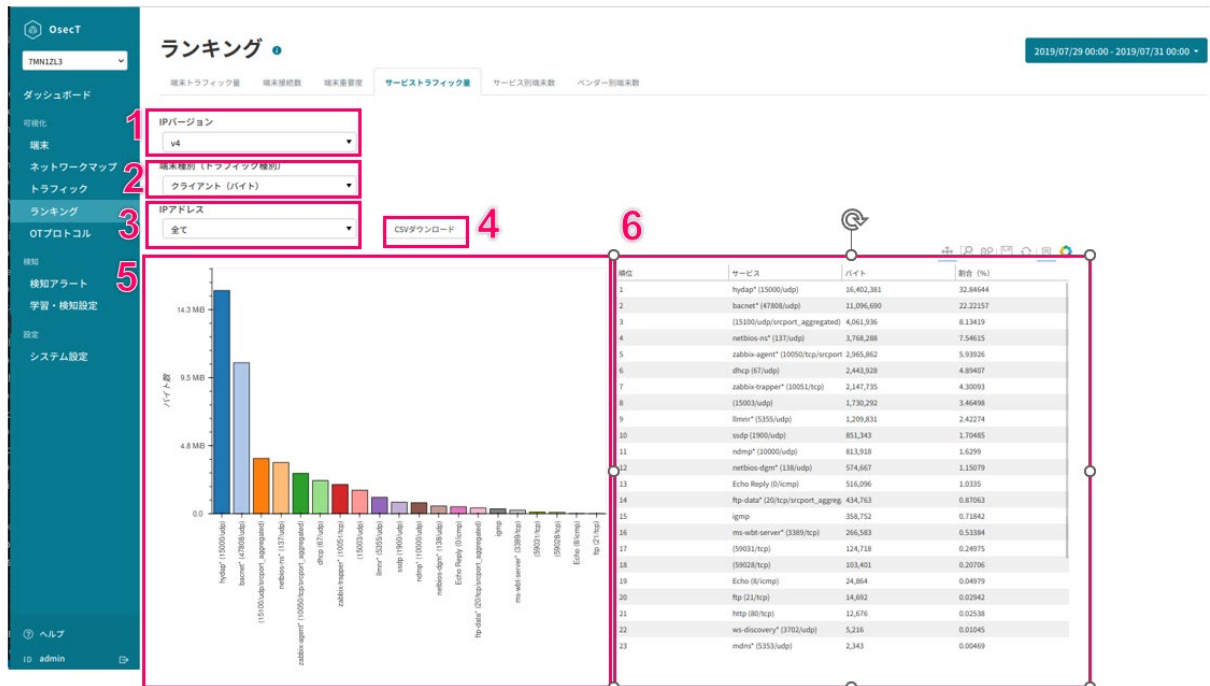 OsecT
7MN1ZL3
ダッシュボード
可視化
端末
ネットワークマップ
トラフィック
ランキング
OTプロトコル
検知
検知アラート
学習・検知設定
設定
システム設定
ヘルプ
ID admin
ランキング
2019/07/29 00:00 - 2019/07/31 00:00
端末トラフィック量 端末接続数 端末重要度 サービストラフィック量 サービス別端末数 ベンダー別端末数
1
IPバージョン
v4
2
端末種別（トラフィック種別）
クライアント（バイト）
3
IPアドレス
全て
CSVダウンロード
4
5
バイト数
14.3 MiB
9.5 MiB
4.8 MiB
0.0
hydap* (15000/udp)
bacnet* (47808/udp)
(15100/udp/srcport_aggregated)
netbios-ns* (137/udp)
zabbix-agent* (10050/tcp/srcport_aggregated)
dhcp (67/udp)
zabbix-trapper* (10051/tcp)
(15003/udp)
llmnr* (5355/udp)
ssdp (1900/udp)
ndmp* (10000/udp)
netbios-dgm* (138/udp)
Echo Reply (0/icmp)
ftp-data* (20/tcp/srcport_aggregated)
igmp
ms-wbt-server* (3389/tcp)
(59031/tcp)
(59028/tcp)
Echo (8/icmp)
ftp (21/tcp)
6
順位 サービス バイト 割合 (%)
1 hydap* (15000/udp) 16,402,381 32.84644
2 bacnet* (47808/udp) 11,096,690 22.22157
3 (15100/udp/srcport_aggregated) 4,061,936 8.13419
4 netbios-ns* (137/udp) 3,768,288 7.54615
5 zabbix-agent* (10050/tcp/srcport 2,965,862 5.93926
6 dhcp (67/udp) 2,443,928 4.89407
7 zabbix-trapper* (10051/tcp) 2,147,735 4.30093
8 (15003/udp) 1,730,292 3.46498
9 llmnr* (5355/udp) 1,209,831 2.42274
10 ssdp (1900/udp) 851,343 1.70485
11 ndmp* (10000/udp) 813,918 1.6299
12 netbios-dgm* (138/udp) 574,667 1.15079
13 Echo Reply (0/icmp) 516,096 1.0335
14 ftp-data* (20/tcp/srcport_aggreg 434,763 0.87063
15 igmp 358,752 0.71842
16 ms-wbt-server* (3389/tcp) 266,583 0.53384
17 (59031/tcp) 124,718 0.24975
18 (59028/tcp) 103,401 0.20706
19 Echo (8/icmp) 24,864 0.04979
20 ftp (21/tcp) 14,692 0.02942
21 http (80/tcp) 12,676 0.02538
22 ws-discovery* (3702/udp) 5,216 0.01045
23 mdns* (5353/udp) 2,343 0.00469